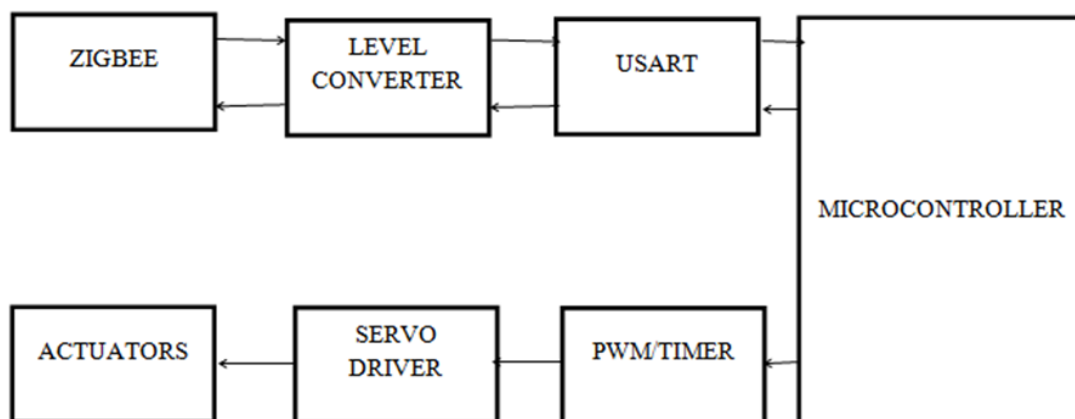 ZIGBEE
LEVEL
CONVERTER
USART
MICROCONTROLLER
ACTUATORS
SERVO
DRIVER
PWM/TIMER